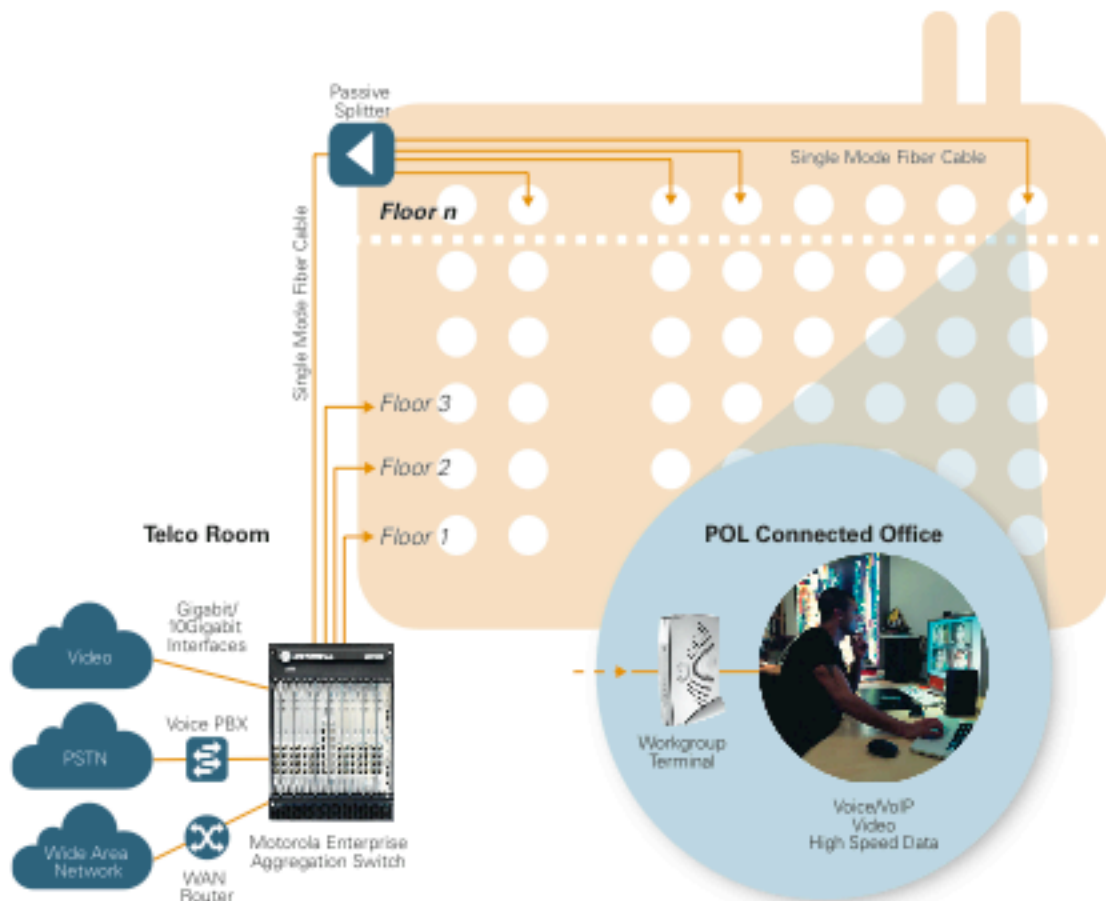 Passive
Splitter
Single Mode Fiber Cable
Floor n
Single Mode Fiber Cable
Floor 3
Floor 2
Floor 1
Telco Room
POL Connected Office
Gigabit/
10Gigabit
Interfaces
Video
Voice PBX
PSTN
Workgroup
Terminal
Wide Area
Network
WAN
Router
Motorola Enterprise
Aggregation Switch
Voice/VoIP
Video
High Speed Data